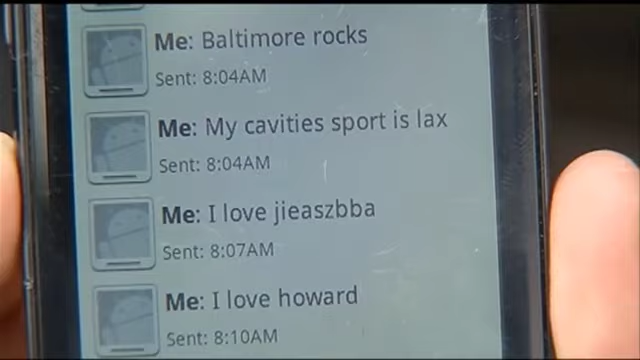 Me: Baltimore rocks
Sent: 8:04AM
Me: My cavities sport is lax
Sent: 8:04AM
Me: I love jieaszbba
Sent: 8:07AM
Me: I love howard
Sent: 8:10AM